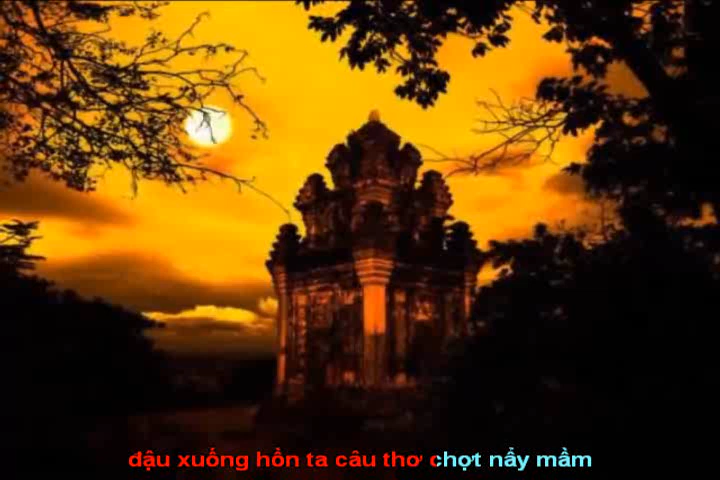 đậu xuống hồn ta câu thơ chợt nẩy mầm